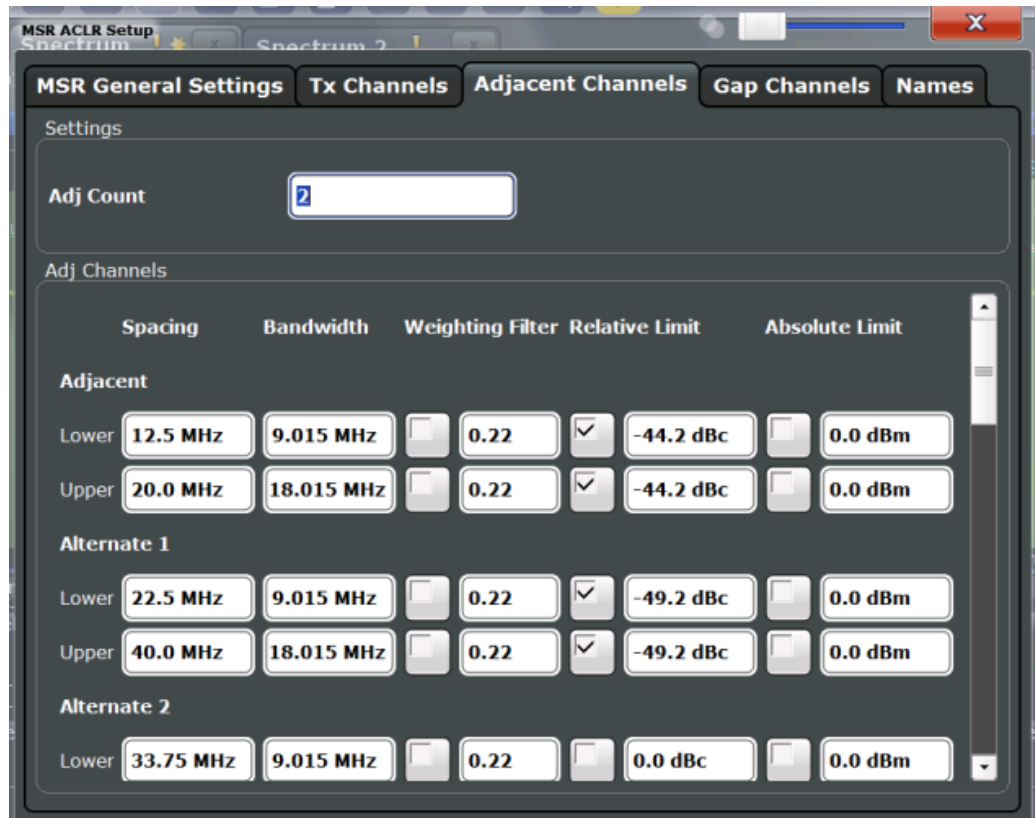 MSR ACLR Setup
Spectrum ! x Spectrum 2 ! x
X
MSR General Settings Tx Channels Adjacent Channels Gap Channels Names
Settings
Adj Count 2
Adj Channels
Spacing Bandwidth Weighting Filter Relative Limit Absolute Limit
Adjacent
Lower 12.5 MHz 9.015 MHz 0.22 -44.2 dBc 0.0 dBm
Upper 20.0 MHz 18.015 MHz 0.22 -44.2 dBc 0.0 dBm
Alternate 1
Lower 22.5 MHz 9.015 MHz 0.22 -49.2 dBc 0.0 dBm
Upper 40.0 MHz 18.015 MHz 0.22 -49.2 dBc 0.0 dBm
Alternate 2
Lower 33.75 MHz 9.015 MHz 0.22 0.0 dBc 0.0 dBm